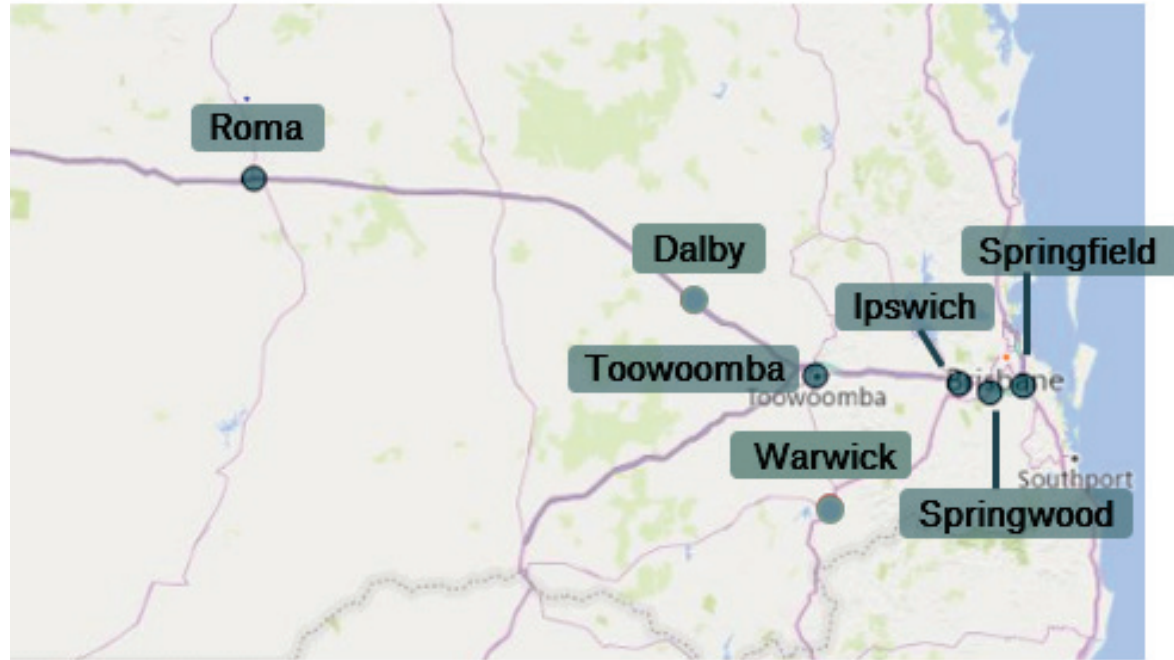 Roma
Dalby
Springfield
Ipswich
Toowoomba
Brisbane
Toowoomba
Warwick
Southport
Springwood